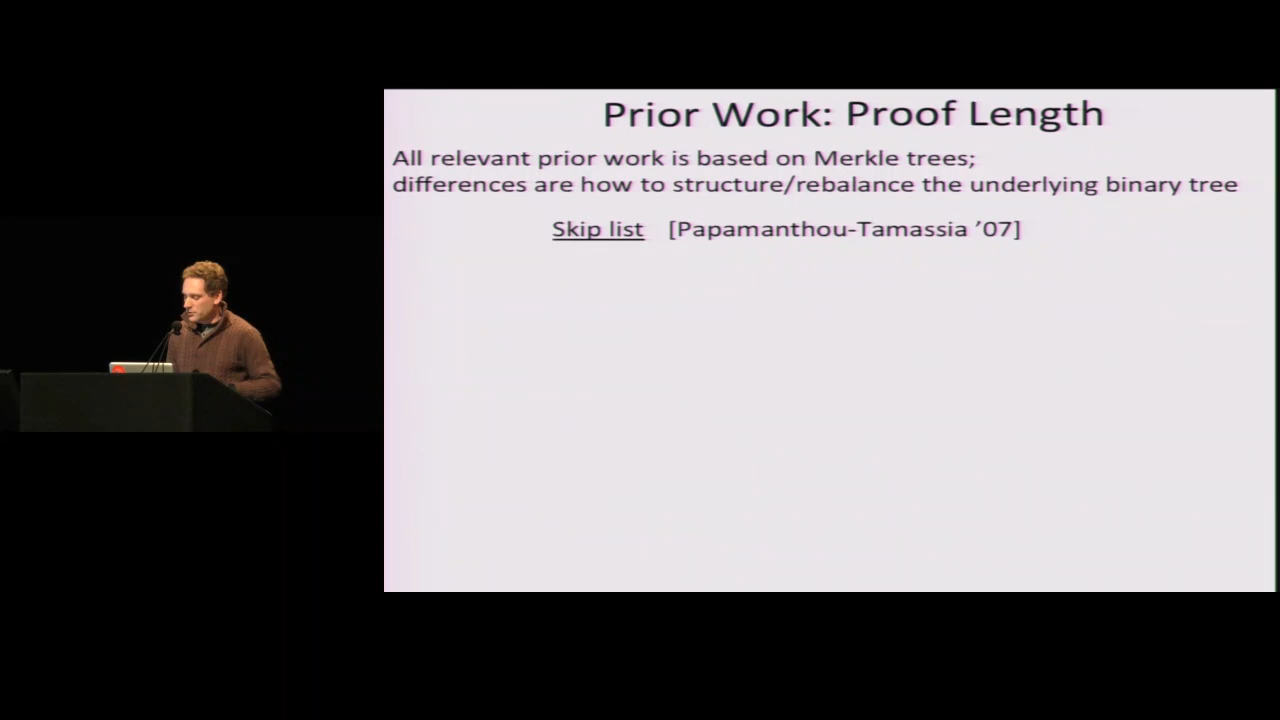 Prior Work: Proof Length
All relevant prior work is based on Merkle trees;
differences are how to structure/rebalance the underlying binary tree
Skip list [Papamanthou-Tamassia ’07]